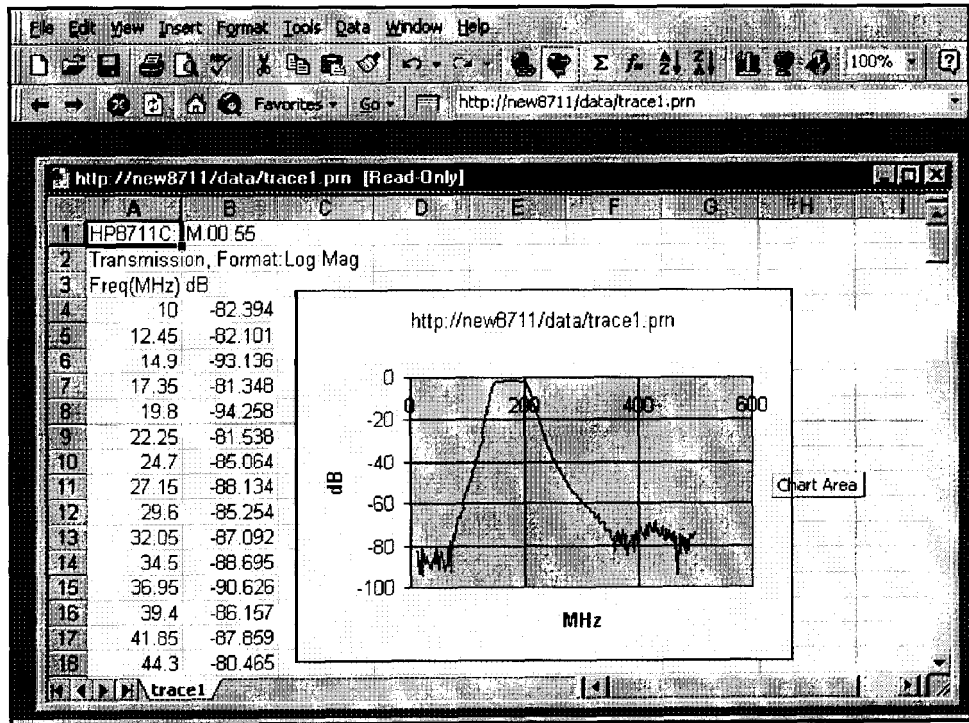 File Edit View Insert Format Tools Data Window Help
Σ 100%
Favorites Go http://new8711/data/trace1.prn
http://new8711/data/trace1.prn [Read-Only]
A B C D E F G H I
1 HP8711C: M.00.55
2 Transmission, Format:Log Mag
3 Freq(MHz) dB
4 10 -82.394
5 12.45 -82.101
6 14.9 -93.136
7 17.35 -81.348
8 19.8 -94.258
9 22.25 -81.538
10 24.7 -85.064
11 27.15 -88.134
12 29.6 -85.254
13 32.05 -87.092
14 34.5 -88.695
15 36.95 -90.626
16 39.4 -86.157
17 41.85 -87.859
18 44.3 -80.465
http://new8711/data/trace1.prn
0
-20
-40
-60
-80
-100
0 200 400 600
dB
MHz
Chart Area
trace1